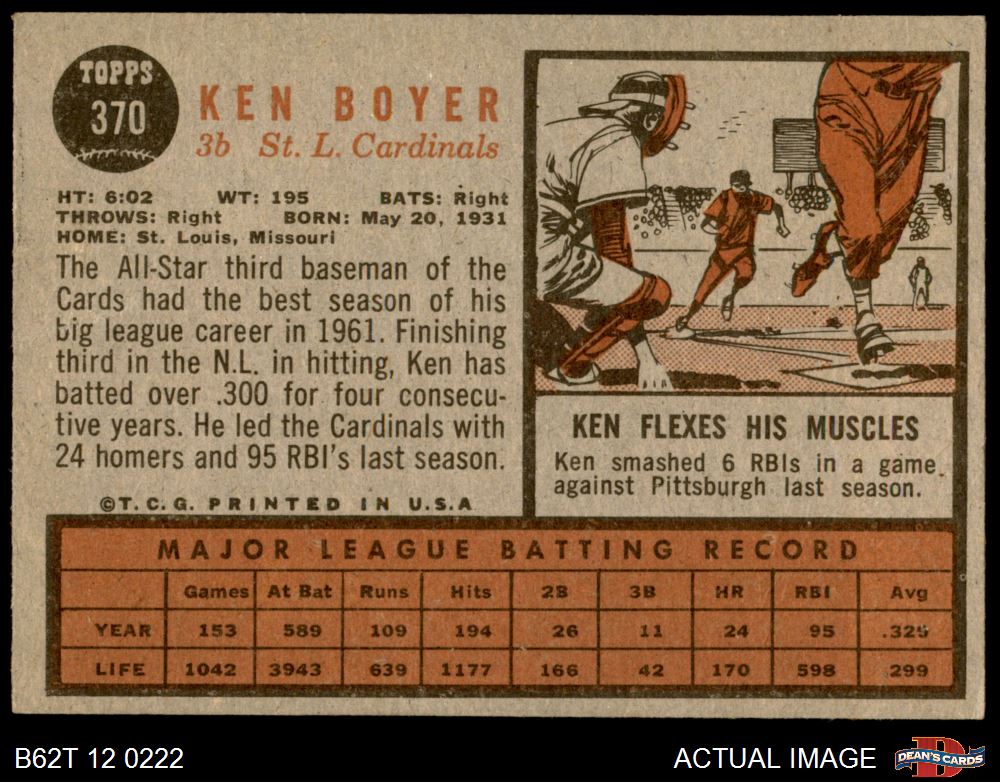 TOPPS
370
KEN BOYER
3b St. L. Cardinals
HT: 6:02 WT: 195 BATS: Right
THROWS: Right BORN: May 20, 1931
HOME: St. Louis, Missouri
The All-Star third baseman of the
Cards had the best season of his
big league career in 1961. Finishing
third in the N.L. in hitting, Ken has
batted over .300 for four consecu-
tive years. He led the Cardinals with
24 homers and 95 RBI's last season.
©T.C.G. PRINTED IN U.S.A
KEN FLEXES HIS MUSCLES
Ken smashed 6 RBIs in a game
against Pittsburgh last season.
MAJOR LEAGUE BATTING RECORD
Games At Bat Runs Hits 2B 3B HR RBI Avg
YEAR 153 589 109 194 26 11 24 95 .329
LIFE 1042 3943 639 1177 166 42 170 598 .299
B62T 12 0222
ACTUAL IMAGE
D
DEAN'S CARDS